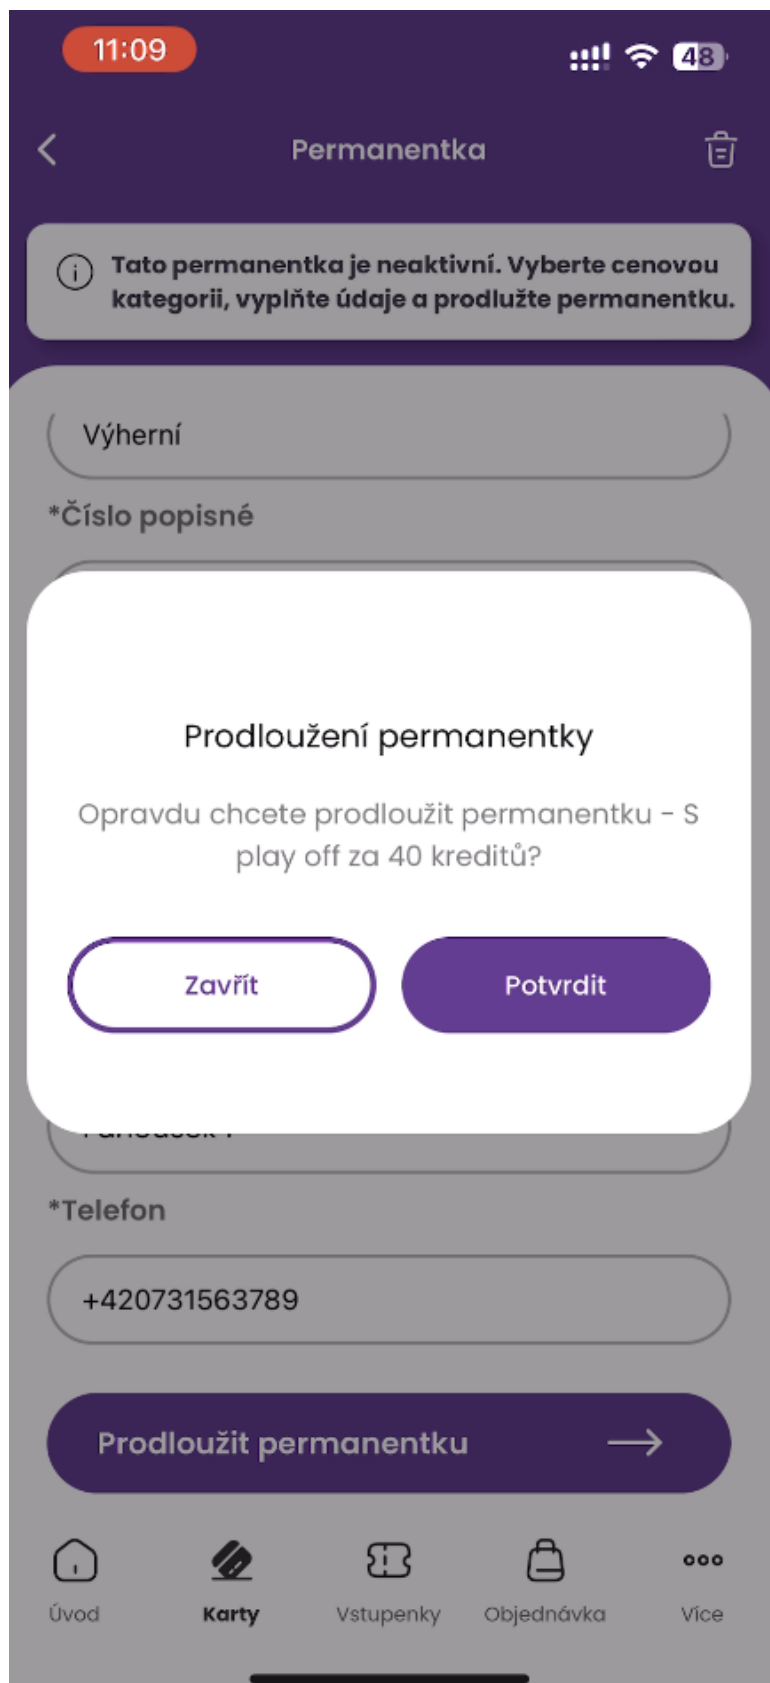 11:09
48
Permanentka
Tato permanentka je neaktivní. Vyberte cenovou
kategorii, vyplňte údaje a prodlužte permanentku.
Výherní
*Číslo popisné
Prodloužení permanentky
Opravdu chcete prodloužit permanentku - S
play off za 40 kreditů?
Zavřít
Potvrdit
*Telefon
+420731563789
Prodloužit permanentku
Úvod
Karty
Vstupenky
Objednávka
Více